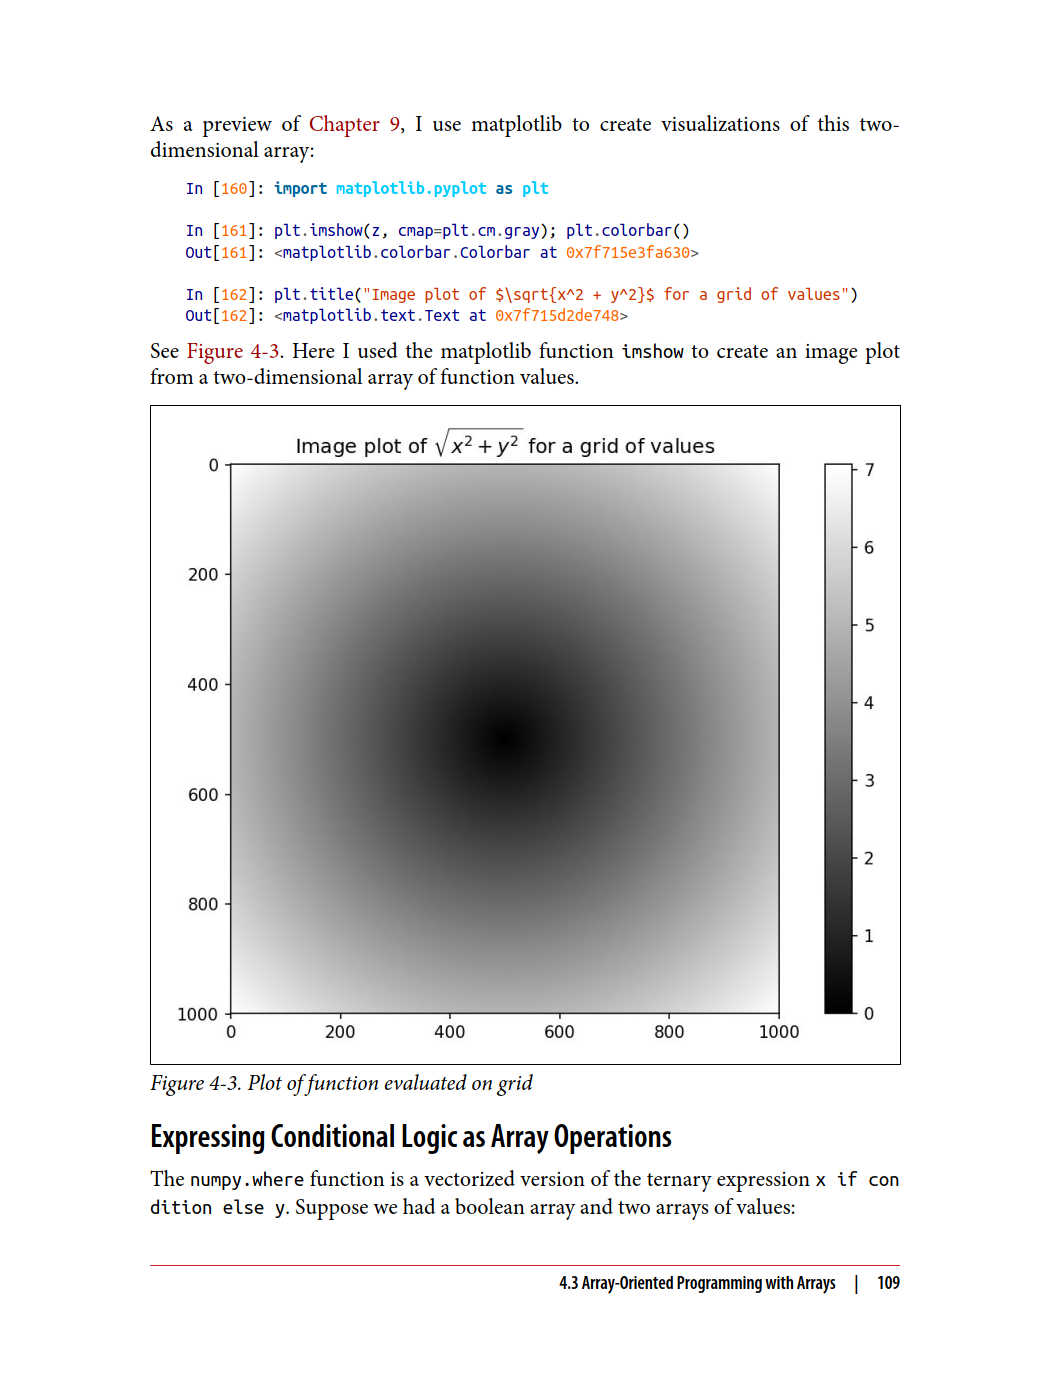 As a preview of Chapter 9, I use matplotlib to create visualizations of this two-
dimensional array:
In [160]: import matplotlib.pyplot as plt
In [161]: plt.imshow(z, cmap=plt.cm.gray); plt.colorbar()
Out[161]: <matplotlib.colorbar.Colorbar at 0x7f715e3fa630>
In [162]: plt.title("Image plot of $\sqrt{x^2 + y^2}$ for a grid of values")
Out[162]: <matplotlib.text.Text at 0x7f715d2de748>
See Figure 4-3. Here I used the matplotlib function imshow to create an image plot
from a two-dimensional array of function values.
Image plot of √x² + y² for a grid of values
0
200
400
600
800
1000
0 200 400 600 800 1000
7
6
5
4
3
2
1
0
Figure 4-3. Plot of function evaluated on grid
Expressing Conditional Logic as Array Operations
The numpy.where function is a vectorized version of the ternary expression x if con
dition else y. Suppose we had a boolean array and two arrays of values:
4.3 Array-Oriented Programming with Arrays | 109